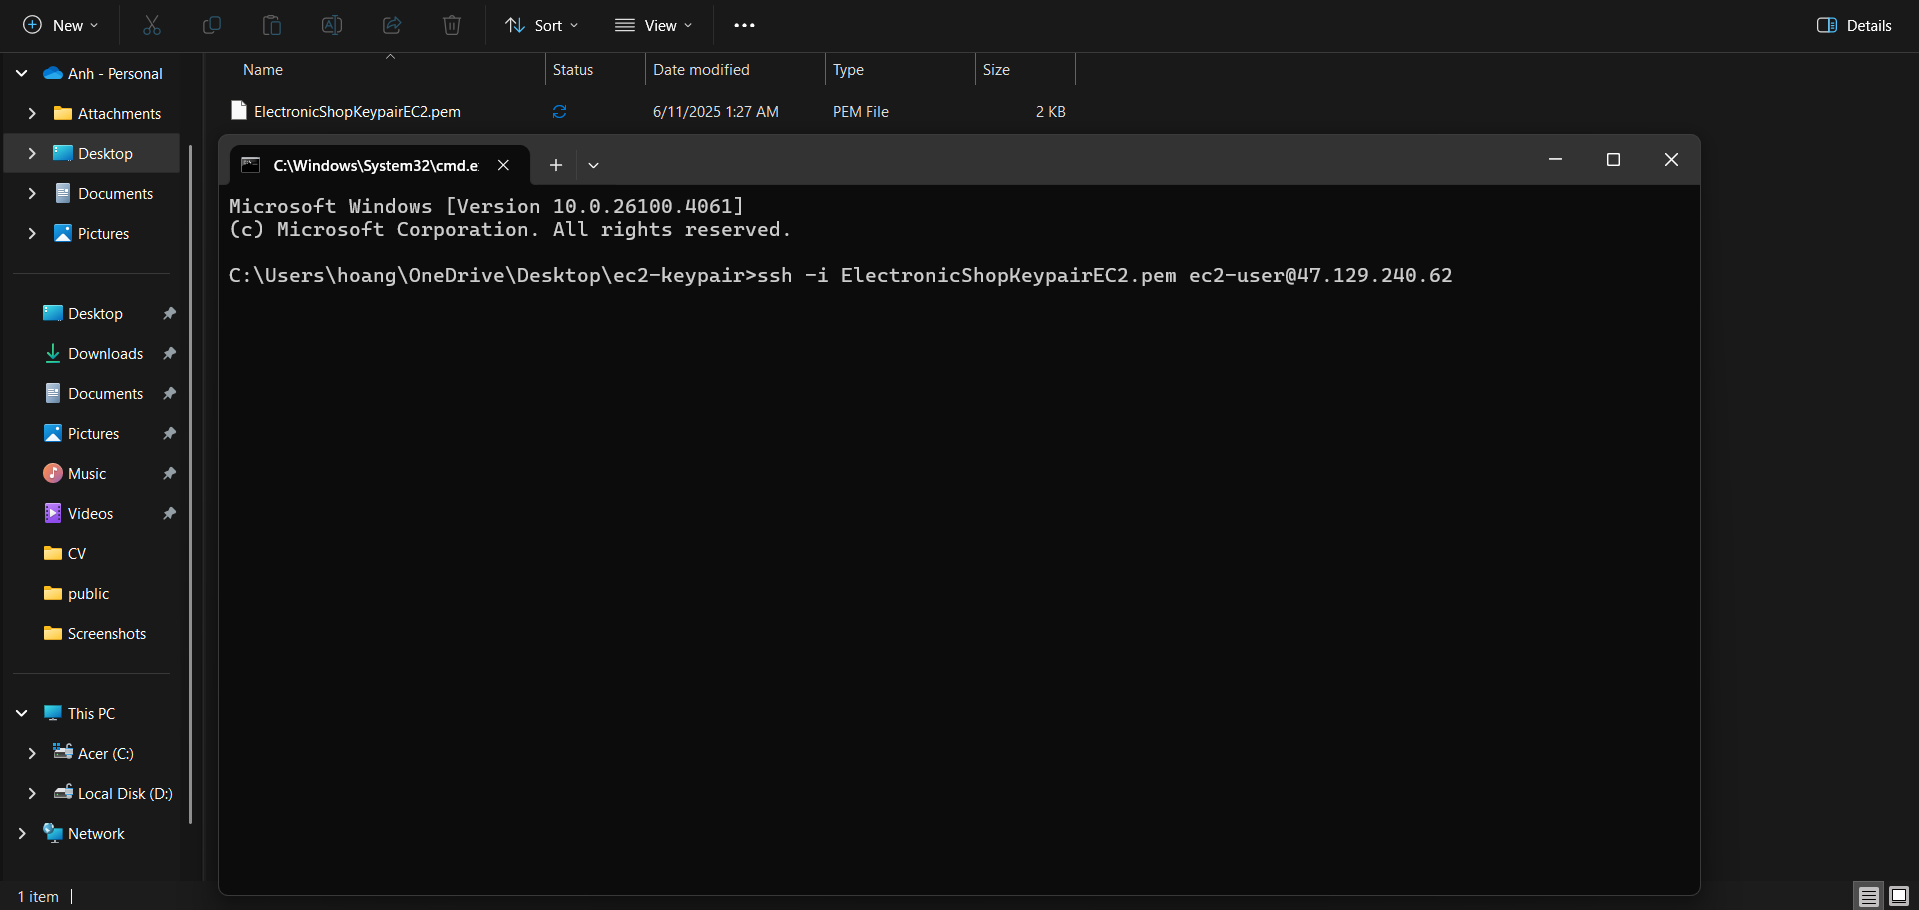 New
Sort
View
Details
Anh - Personal
Attachments
Desktop
Documents
Pictures
Desktop
Downloads
Documents
Pictures
Music
Videos
CV
public
Screenshots
This PC
Acer (C:)
Local Disk (D:)
Network
1 item
Name Status Date modified Type Size
ElectronicShopKeypairEC2.pem 6/11/2025 1:27 AM PEM File 2 KB
C:\Windows\System32\cmd.e
Microsoft Windows [Version 10.0.26100.4061]
(c) Microsoft Corporation. All rights reserved.
C:\Users\hoang\OneDrive\Desktop\ec2-keypair>ssh -i ElectronicShopKeypairEC2.pem ec2-user@47.129.240.62